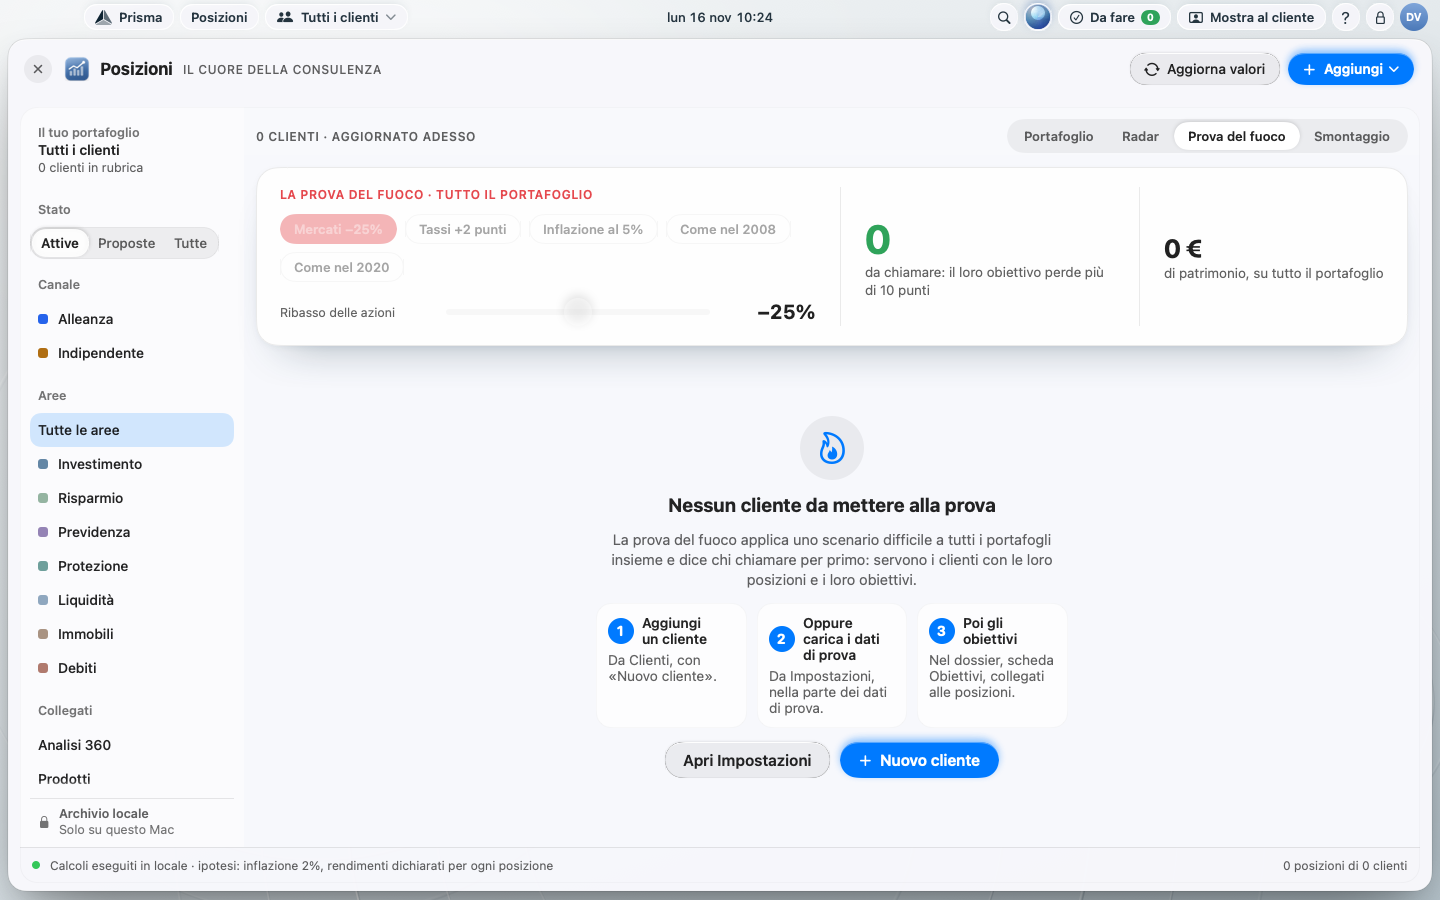 Prisma
Posizioni
Tutti i clienti
lun 16 nov 10:24
Da fare 0
Mostra al cliente
?
DV
Posizioni IL CUORE DELLA CONSULENZA
Aggiorna valori
+ Aggiungi
Il tuo portafoglio
Tutti i clienti
0 clienti in rubrica
Stato
Attive Proposte Tutte
Canale
Alleanza
Indipendente
Aree
Tutte le aree
Investimento
Risparmio
Previdenza
Protezione
Liquidità
Immobili
Debiti
Collegati
Analisi 360
Prodotti
Archivio locale
Solo su questo Mac
0 CLIENTI · AGGIORNATO ADESSO
Portafoglio Radar Prova del fuoco Smontaggio
LA PROVA DEL FUOCO · TUTTO IL PORTAFOGLIO
Mercati −25% Tassi +2 punti Inflazione al 5% Come nel 2008
Come nel 2020
Ribasso delle azioni −25%
0
da chiamare: il loro obiettivo perde più
di 10 punti
0 €
di patrimonio, su tutto il portafoglio
Nessun cliente da mettere alla prova
La prova del fuoco applica uno scenario difficile a tutti i portafogli
insieme e dice chi chiamare per primo: servono i clienti con le loro
posizioni e i loro obiettivi.
1 Aggiungi
un cliente
Da Clienti, con
«Nuovo cliente».
2 Oppure
carica i dati
di prova
Da Impostazioni,
nella parte dei dati
di prova.
3 Poi gli
obiettivi
Nel dossier, scheda
Obiettivi, collegati
alle posizioni.
Apri Impostazioni
+ Nuovo cliente
Calcoli eseguiti in locale · ipotesi: inflazione 2%, rendimenti dichiarati per ogni posizione
0 posizioni di 0 clienti